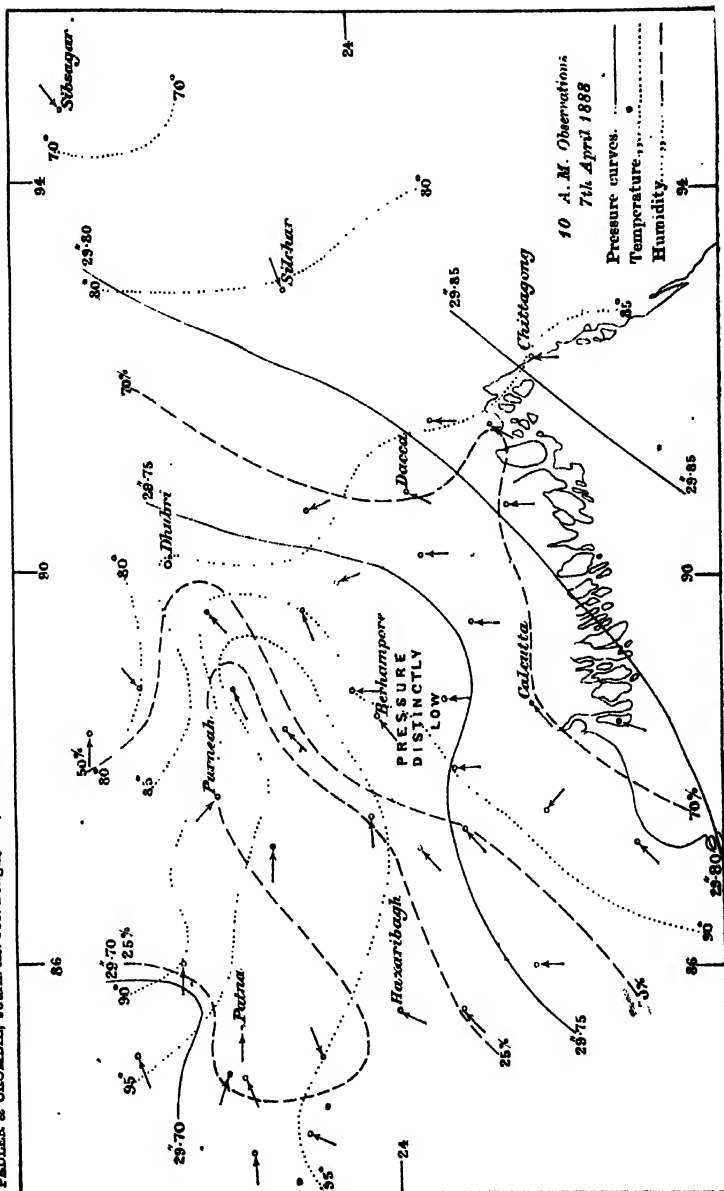 PEDLER & CROMBIE,
86
90
94
50%
80°
29"·80
80°
70°
Sibsagar
29"·70
25%
90°
95°
85°
80°
29"·75
Dhubri
70%
70°
29·70
Purneah
Patna
Silchar
24
95°
24
Dacca
80°
Hazaribagh
Berhampore
PRESSURE
DISTINCTLY
LOW
29"·85
25%
Calcutta
Chittagong
29"·75
85°
10 A.M. Observations
7th April 1888
Pressure curves
Temperature „
Humidity „
90°
70%
29"·80
29"·85
86
90
94